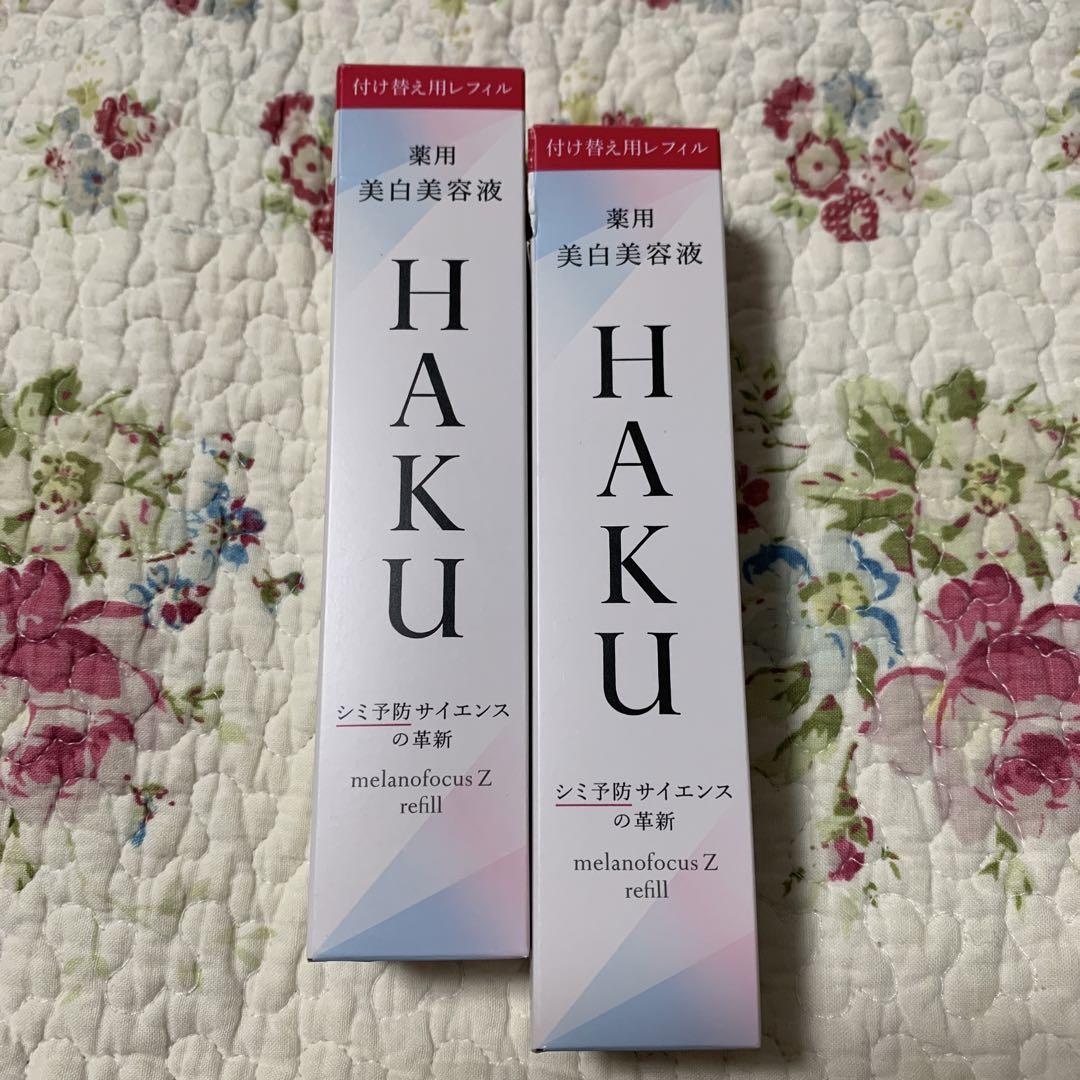 付け替え用レフィル
薬用
美白美容液
HAKU
シミ予防サイエンス
の革新
melanofocus Z
refill
付け替え用レフィル
薬用
美白美容液
HAKU
シミ予防サイエンス
の革新
melanofocus Z
refill